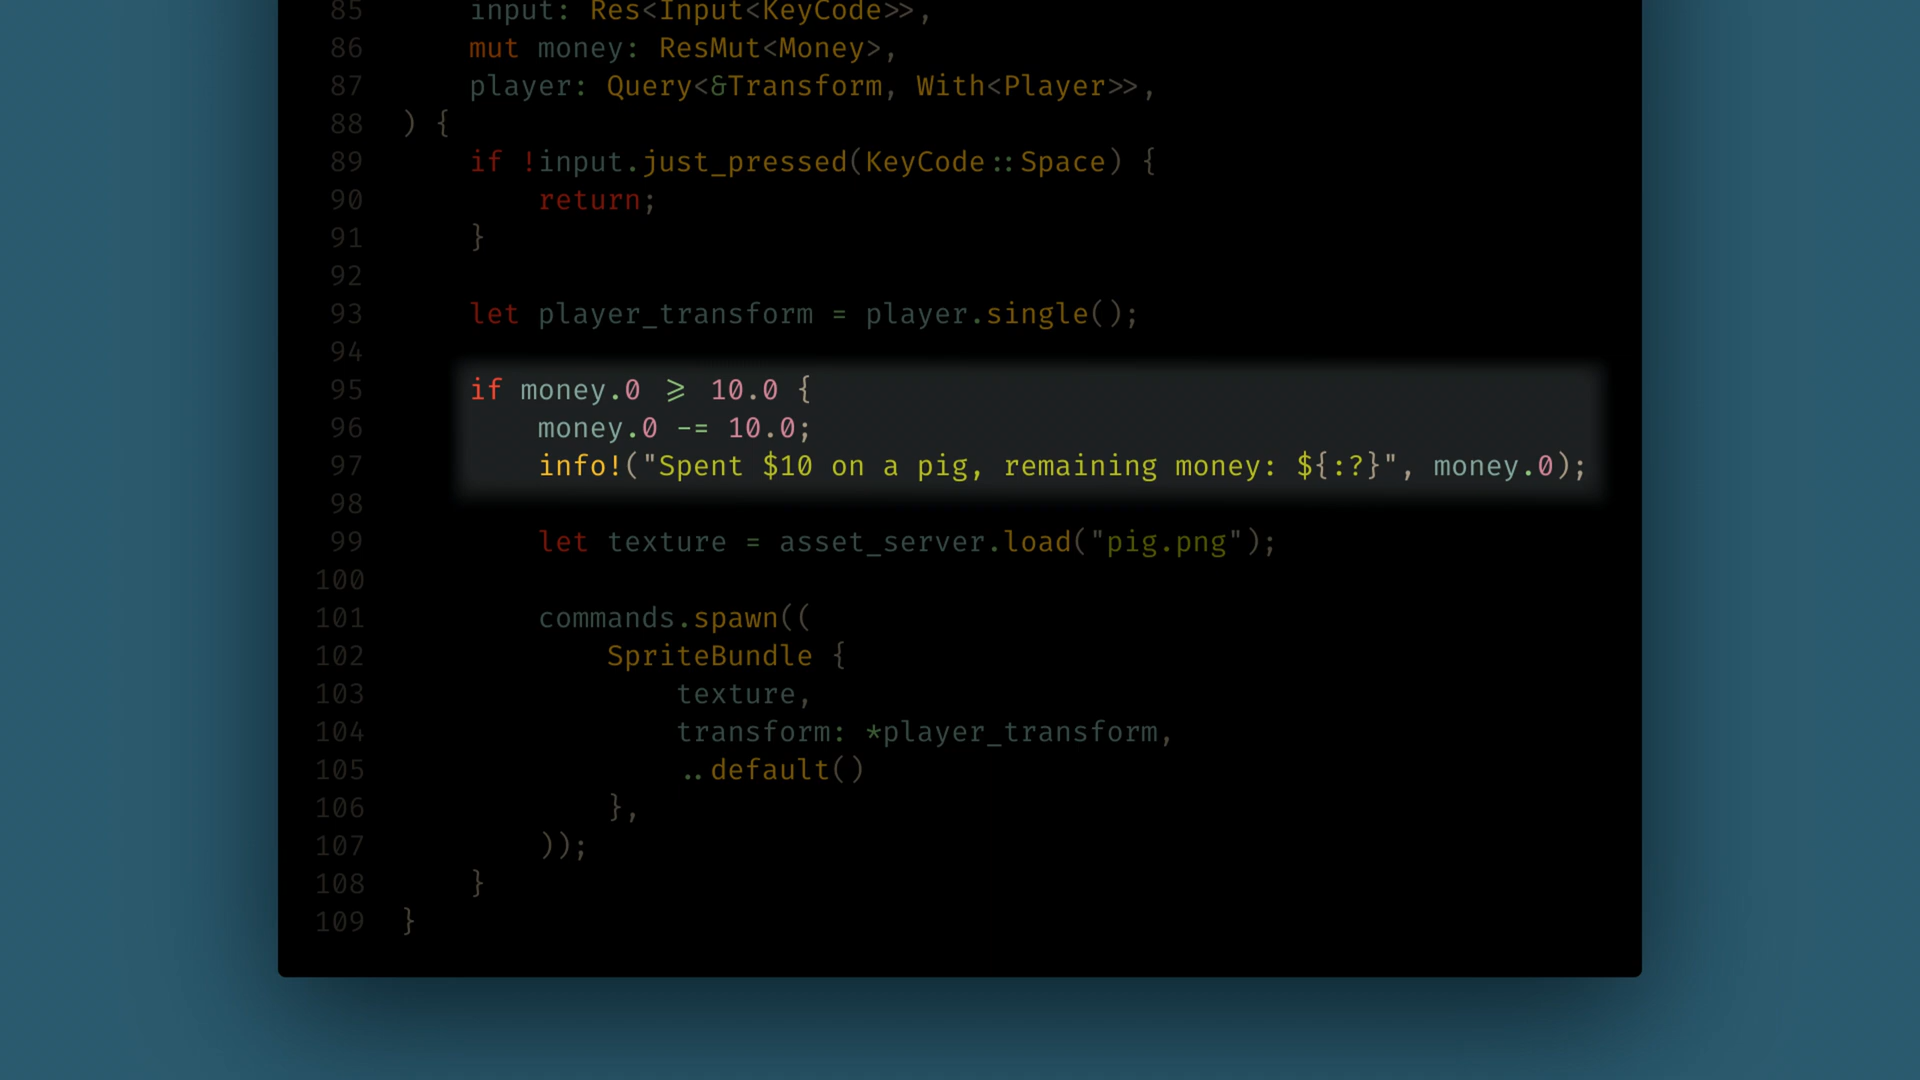 85 input: Res<Input<KeyCode>>,
86 mut money: ResMut<Money>,
87 player: Query<&Transform, With<Player>>,
88 ) {
89 if !input.just_pressed(KeyCode::Space) {
90 return;
91 }
92
93 let player_transform = player.single();
94
95 if money.0 >= 10.0 {
96 money.0 -= 10.0;
97 info!("Spent $10 on a pig, remaining money: ${:?}", money.0);
98
99 let texture = asset_server.load("pig.png");
100
101 commands.spawn((
102 SpriteBundle {
103 texture,
104 transform: *player_transform,
105 ..default()
106 },
107 ));
108 }
109 }